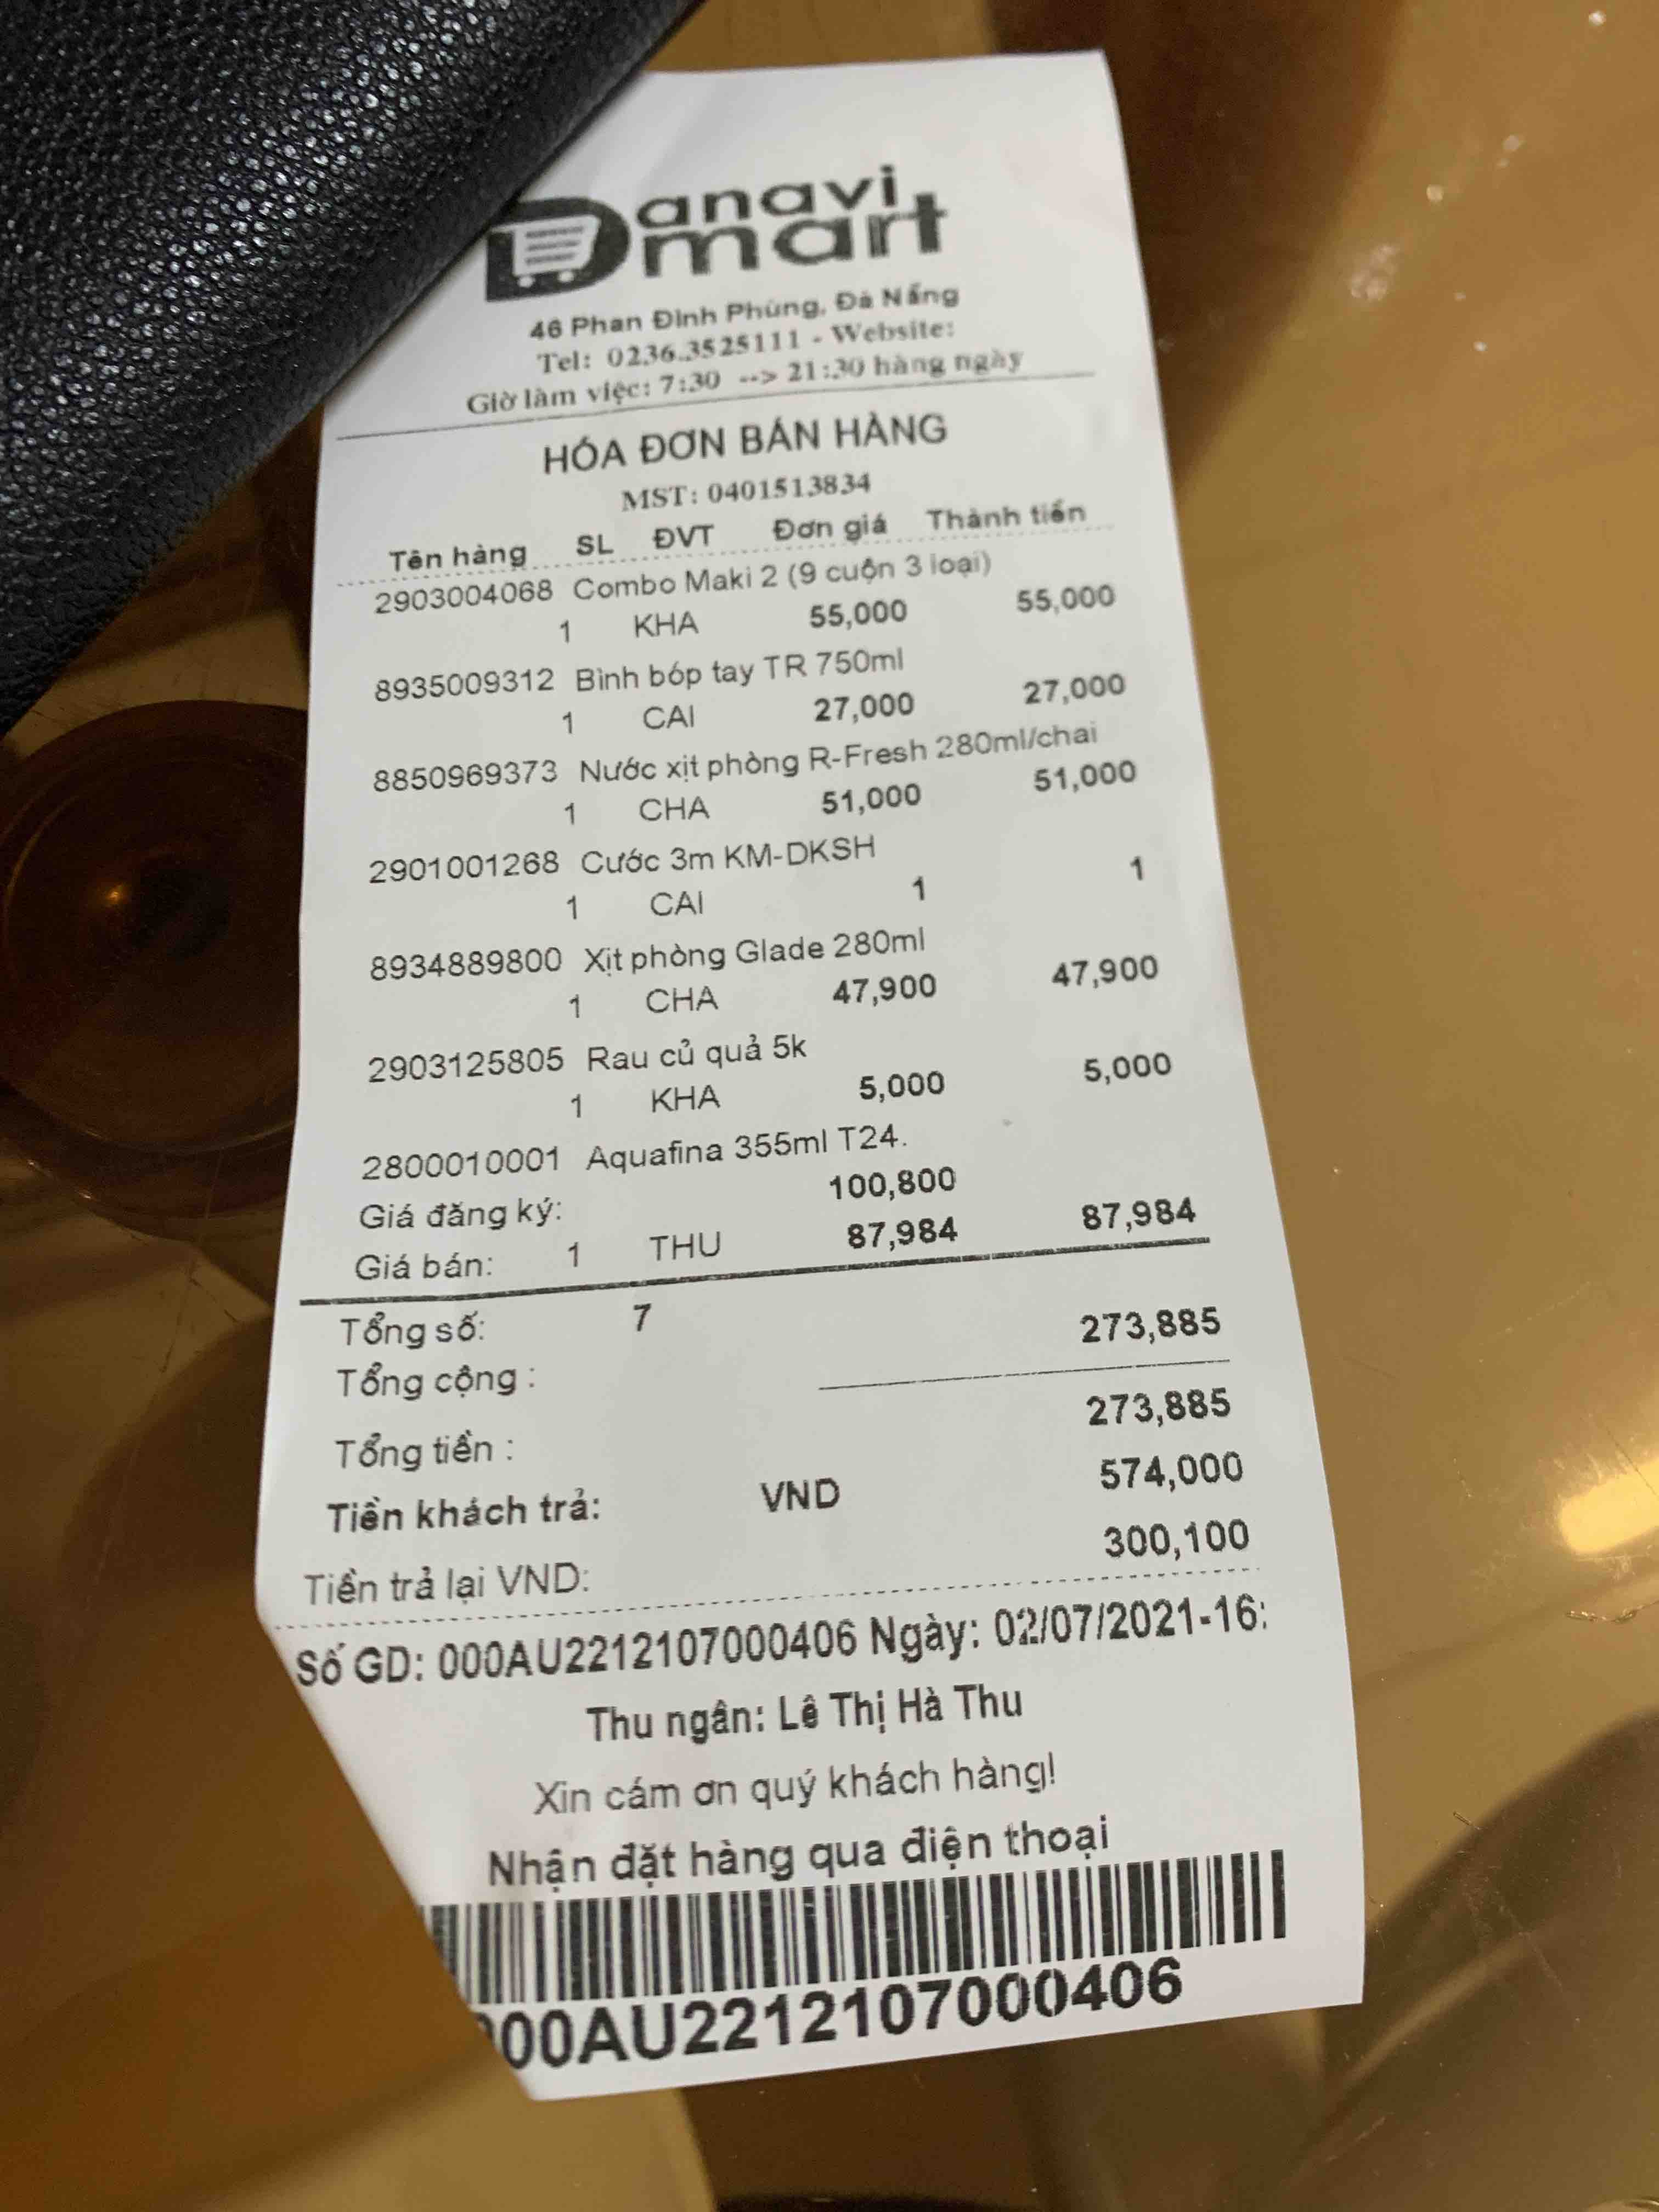 Danavi
mart
46 Phan Đình Phùng, Đà Nẵng
Tel: 0236.3525111 - Website:
Giờ làm việc: 7:30 --> 21:30 hàng ngày
HÓA ĐƠN BÁN HÀNG
MST: 0401513834
Tên hàng SL ĐVT Đơn giá Thành tiền
2903004068 Combo Maki 2 (9 cuộn 3 loại)
1 KHA 55,000 55,000
8935009312 Bình bóp tay TR 750ml
1 CAI 27,000 27,000
8850969373 Nước xịt phòng R-Fresh 280ml/chai
1 CHA 51,000 51,000
2901001268 Cước 3m KM-DKSH
1 CAI 1 1
8934889800 Xịt phòng Glade 280ml
1 CHA 47,900 47,900
2903125805 Rau củ quả 5k
1 KHA 5,000 5,000
2800010001 Aquafina 355ml T24.
Giá đăng ký: 100,800
Giá bán: 1 THU 87,984 87,984
Tổng số: 7
Tổng cộng : 273,885
Tổng tiền : 273,885
Tiền khách trả: VND 574,000
Tiền trả lại VND: 300,100
Số GD: 000AU2212107000406 Ngày: 02/07/2021-16:
Thu ngân: Lê Thị Hà Thu
Xin cám ơn quý khách hàng!
Nhận đặt hàng qua điện thoại
000AU2212107000406